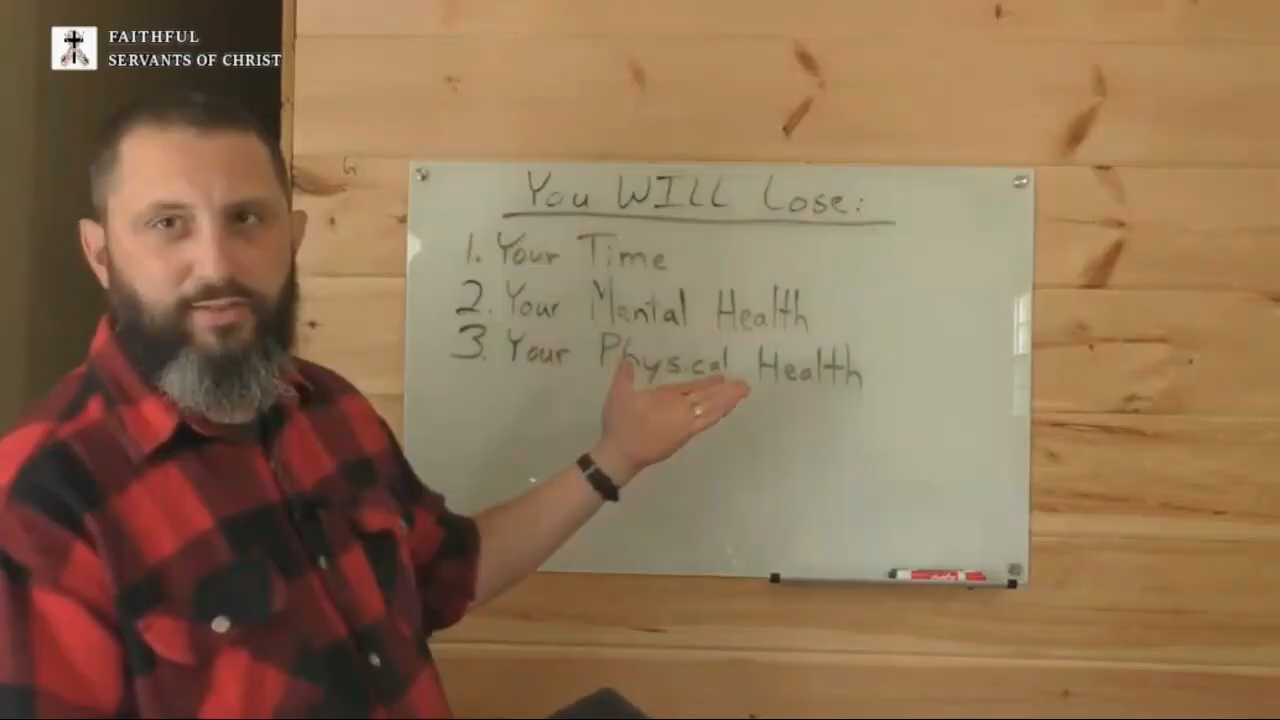 FAITHFUL
SERVANTS OF CHRIST
You WILL Lose:
1. Your Time
2. Your Mental Health
3. Your Physical Health